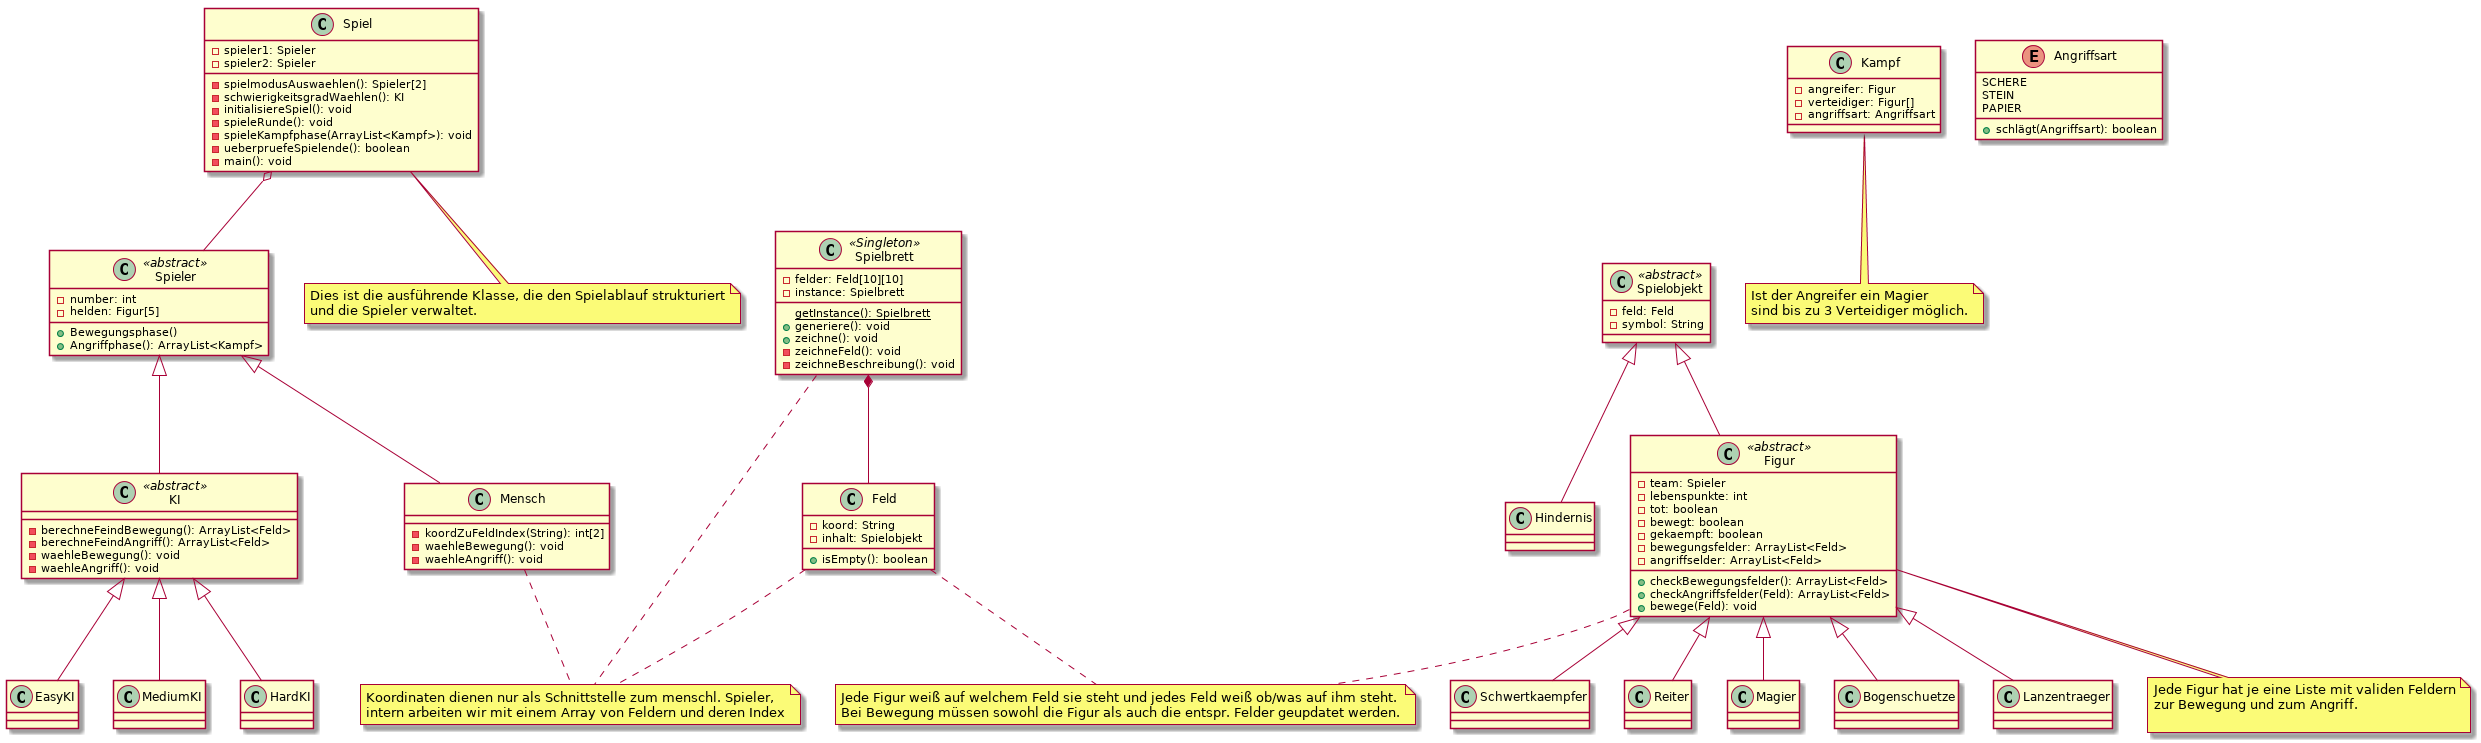 C Spiel
spieler1: Spieler
spieler2: Spieler
spielmodusAuswaehlen(): Spieler[2]
schwierigkeitsgradWaehlen(): KI
initialisiereSpiel(): void
spieleRunde(): void
spieleKampfphase(ArrayList<Kampf>): void
ueberpruefeSpielende(): boolean
main(): void
C Kampf
angreifer: Figur
verteidiger: Figur[]
angriffsart: Angriffsart
E Angriffsart
SCHERE
STEIN
PAPIER
schlägt(Angriffsart): boolean
C «abstract»
Spieler
number: int
helden: Figur[5]
Bewegungsphase()
Angriffphase(): ArrayList<Kampf>
Dies ist die ausführende Klasse, die den Spielablauf strukturiert
und die Spieler verwaltet.
C «Singleton»
Spielbrett
felder: Feld[10][10]
instance: Spielbrett
getInstance(): Spielbrett
generiere(): void
zeichne(): void
zeichneFeld(): void
zeichneBeschreibung(): void
C «abstract»
Spielobjekt
feld: Feld
symbol: String
Ist der Angreifer ein Magier
sind bis zu 3 Verteidiger möglich.
C «abstract»
KI
berechneFeindBewegung(): ArrayList<Feld>
berechneFeindAngriff(): ArrayList<Feld>
waehleBewegung(): void
waehleAngriff(): void
C Mensch
koordZuFeldIndex(String): int[2]
waehleBewegung(): void
waehleAngriff(): void
C Feld
koord: String
inhalt: Spielobjekt
isEmpty(): boolean
C Hindernis
C «abstract»
Figur
team: Spieler
lebenspunkte: int
tot: boolean
bewegt: boolean
gekaempft: boolean
bewegungsfelder: ArrayList<Feld>
angriffselder: ArrayList<Feld>
checkBewegungsfelder(): ArrayList<Feld>
checkAngriffsfelder(Feld): ArrayList<Feld>
bewege(Feld): void
C EasyKI
C MediumKI
C HardKI
Koordinaten dienen nur als Schnittstelle zum menschl. Spieler,
intern arbeiten wir mit einem Array von Feldern und deren Index
Jede Figur weiß auf welchem Feld sie steht und jedes Feld weiß ob/was auf ihm steht.
Bei Bewegung müssen sowohl die Figur als auch die entspr. Felder geupdatet werden.
C Schwertkaempfer
C Reiter
C Magier
C Bogenschuetze
C Lanzentraeger
Jede Figur hat je eine Liste mit validen Feldern
zur Bewegung und zum Angriff.